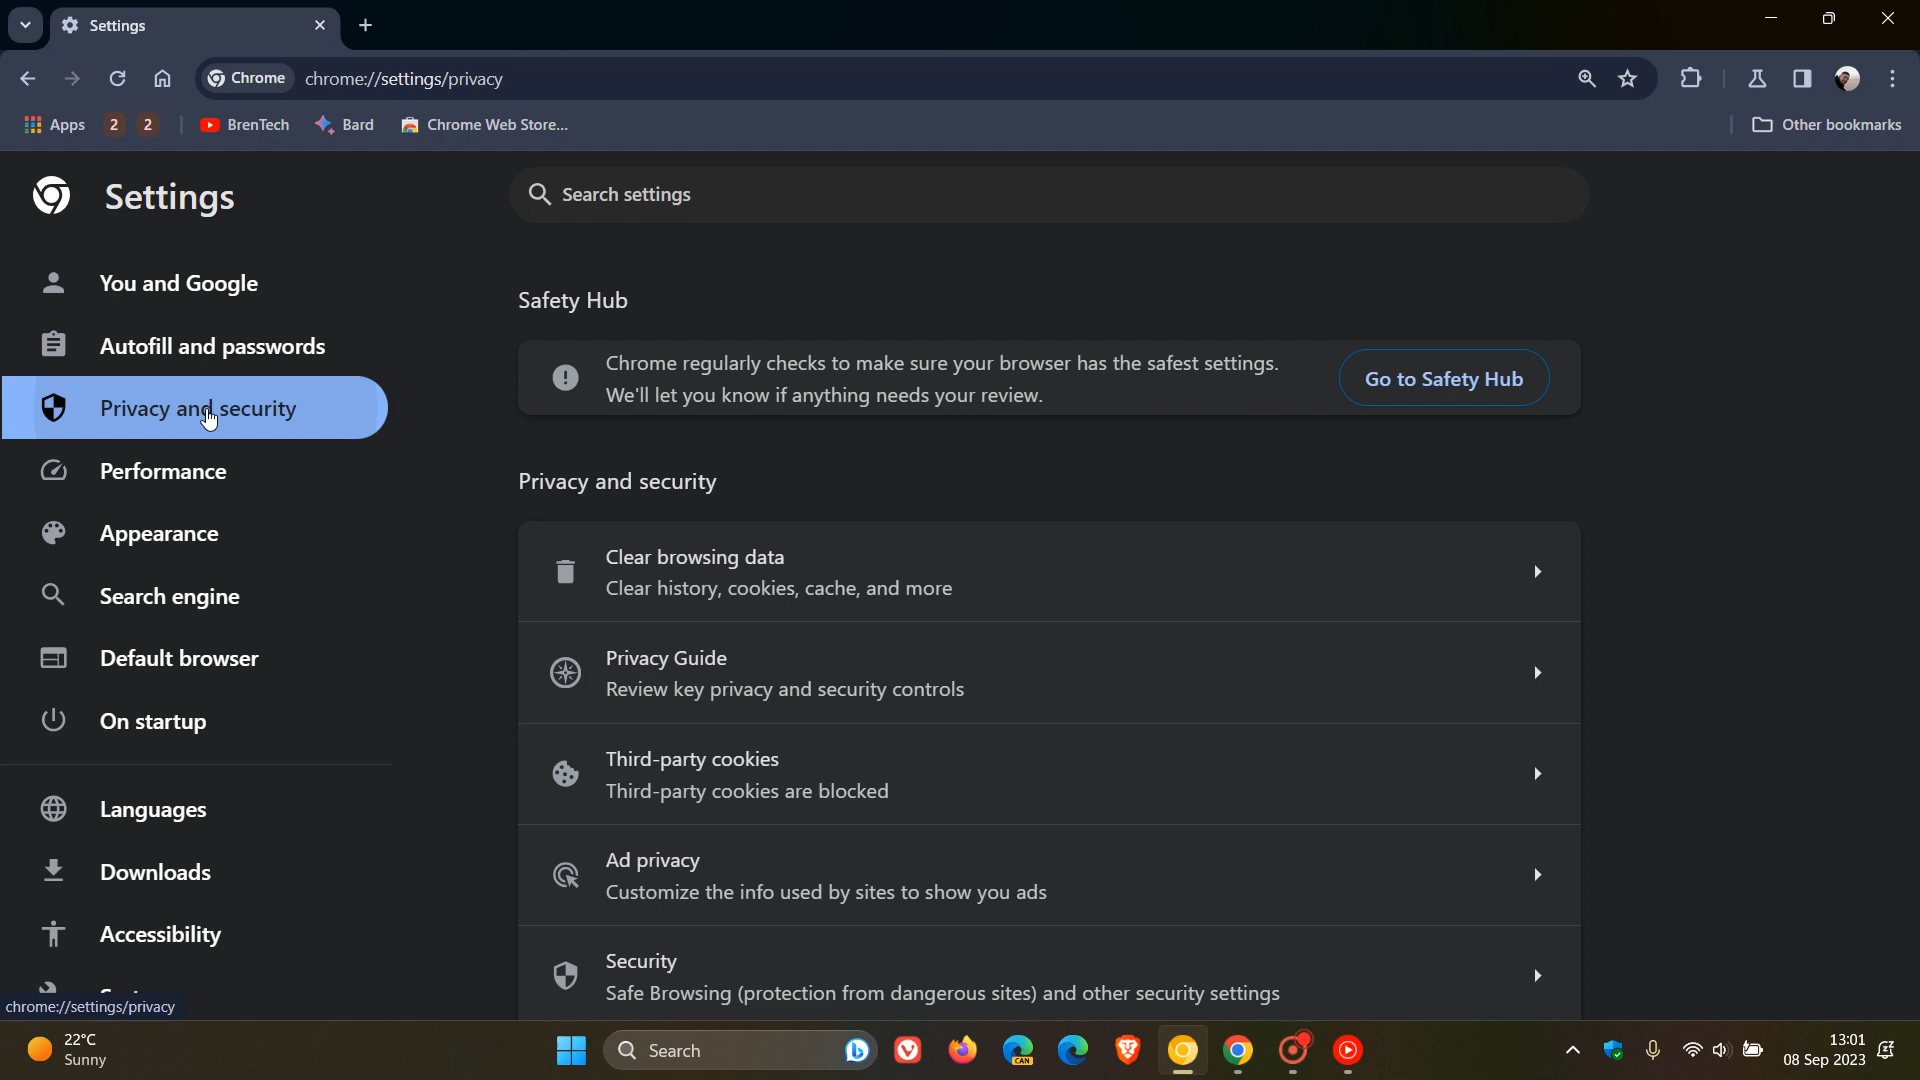 Settings
Chrome
chrome://settings/privacy
Apps
2
2
BrenTech
Bard
Chrome Web Store...
Other bookmarks
Settings
Search settings
You and Google
Autofill and passwords
Privacy and security
Performance
Appearance
Search engine
Default browser
On startup
Languages
Downloads
Accessibility
chrome://settings/privacy
Safety Hub
Chrome regularly checks to make sure your browser has the safest settings.
We'll let you know if anything needs your review.
Go to Safety Hub
Privacy and security
Clear browsing data
Clear history, cookies, cache, and more
Privacy Guide
Review key privacy and security controls
Third-party cookies
Third-party cookies are blocked
Ad privacy
Customize the info used by sites to show you ads
Security
Safe Browsing (protection from dangerous sites) and other security settings
22°C
Sunny
Search
CAN
13:01
08 Sep 2023